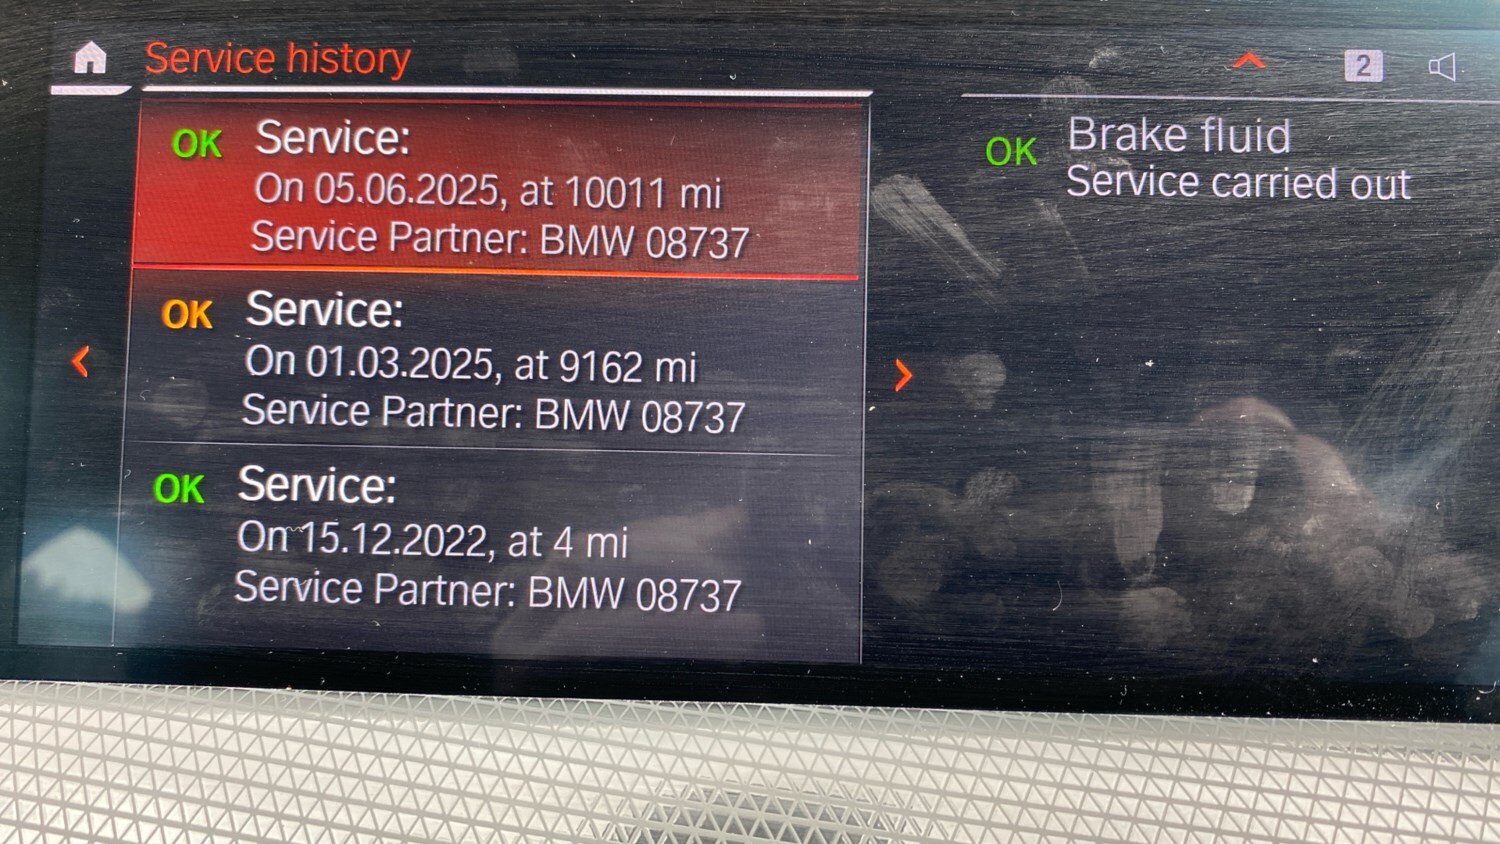 Service history
2
OK Service:
On 05.06.2025, at 10011 mi
Service Partner: BMW 08737
OK Service:
On 01.03.2025, at 9162 mi
Service Partner: BMW 08737
OK Service:
On 15.12.2022, at 4 mi
Service Partner: BMW 08737
OK Brake fluid
Service carried out